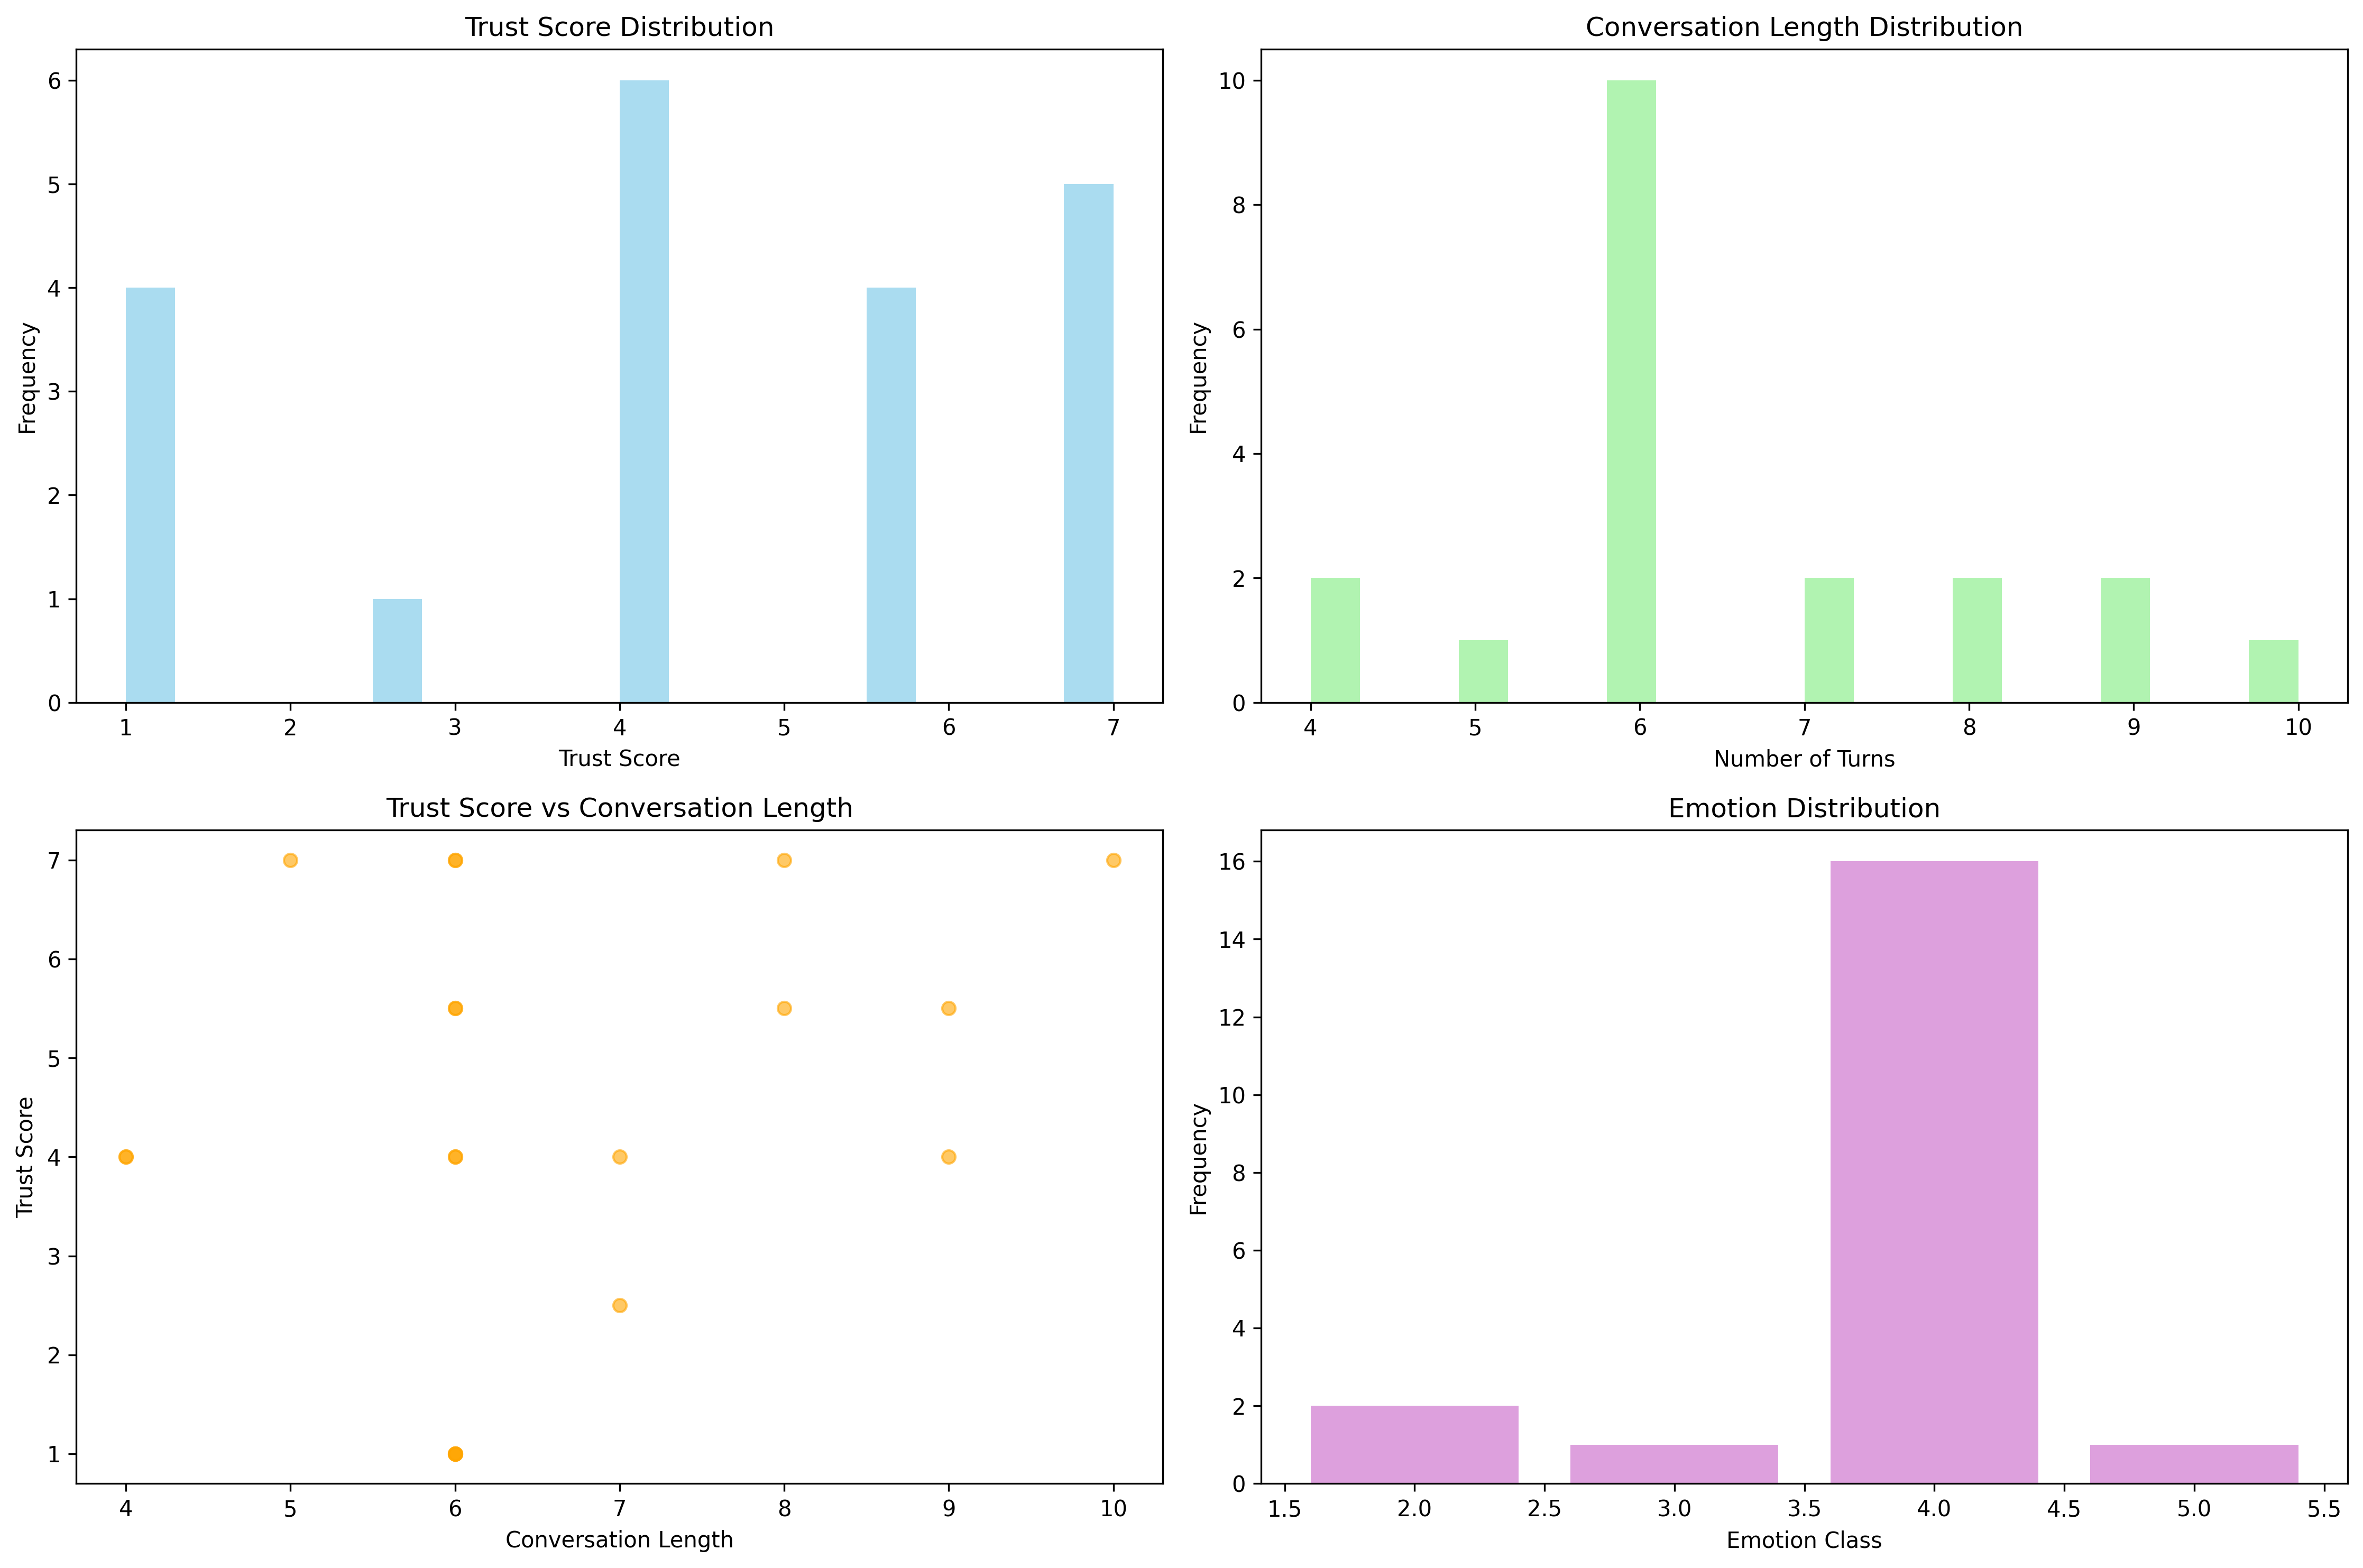 Trust Score Distribution
Frequency
6
5
4
3
2
1
0
1 2 3 4 5 6 7
Trust Score
Conversation Length Distribution
Frequency
10
8
6
4
2
0
4 5 6 7 8 9 10
Number of Turns
Trust Score vs Conversation Length
Trust Score
7
6
5
4
3
2
1
4 5 6 7 8 9 10
Conversation Length
Emotion Distribution
Frequency
16
14
12
10
8
6
4
2
0
1.5 2.0 2.5 3.0 3.5 4.0 4.5 5.0 5.5
Emotion Class